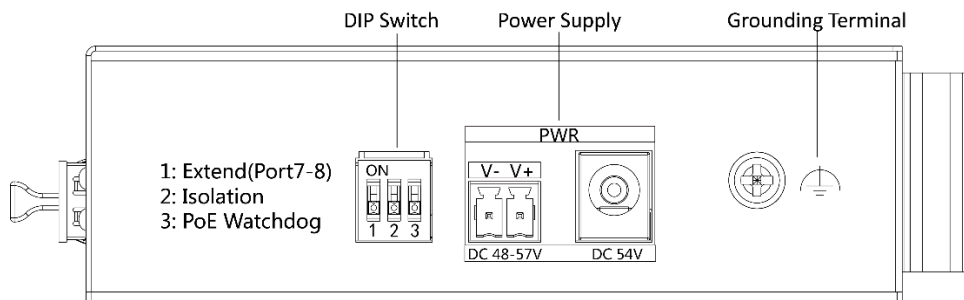 DIP Switch
Power Supply
Grounding Terminal
PWR
1: Extend(Port7-8)
2: Isolation
3: PoE Watchdog
ON
1 2 3
V- V+
DC 48-57V
DC 54V